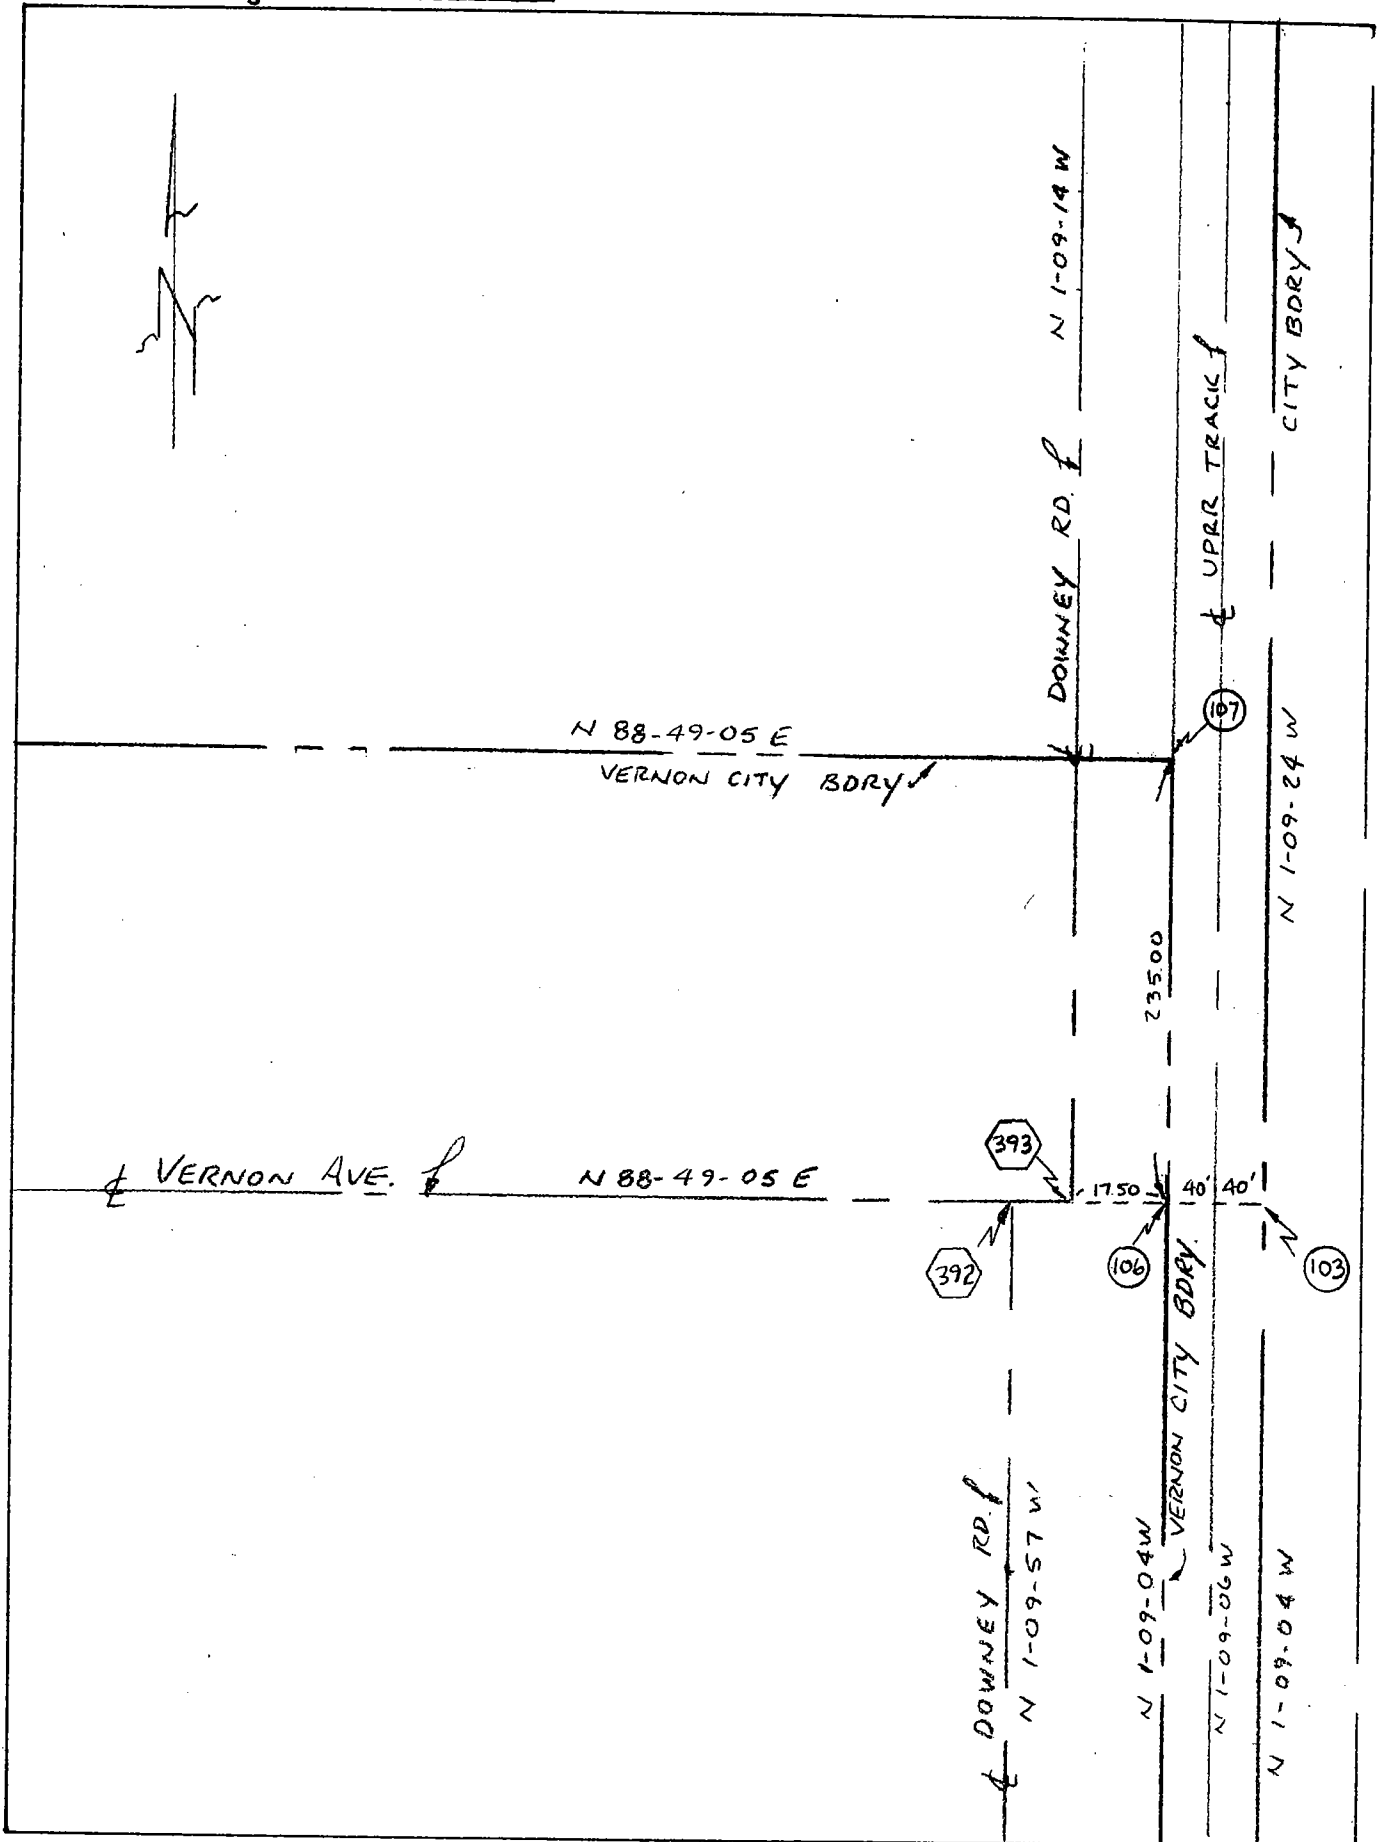 N
N 1-09-14 W
CITY BDRY
DOWNEY RD.
℄ UPRR TRACK
107
N 88-49-05 E
VERNON CITY BDRY
℄
N 1-09-24 W
235.00
393
℄ VERNON AVE.
N 88-49-05 E
17.50
40' 40'
392
106
103
VERNON CITY BDRY.
℄ DOWNEY RD.
N 1-09-57 W
N 1-09-04 W
N 1-09-06 W
N 1-09-04 W